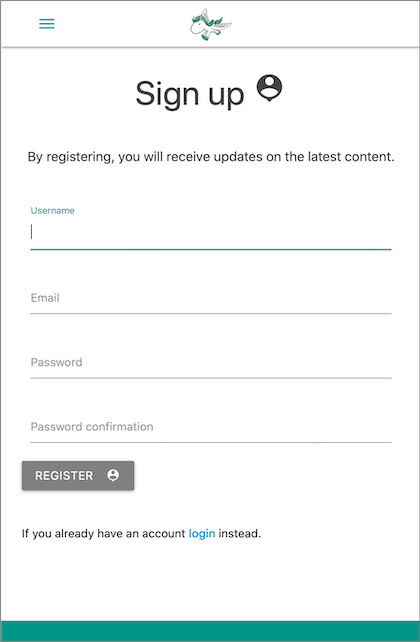 Sign up
By registering, you will receive updates on the latest content.
Username
Email
Password
Password confirmation
REGISTER
If you already have an account login instead.